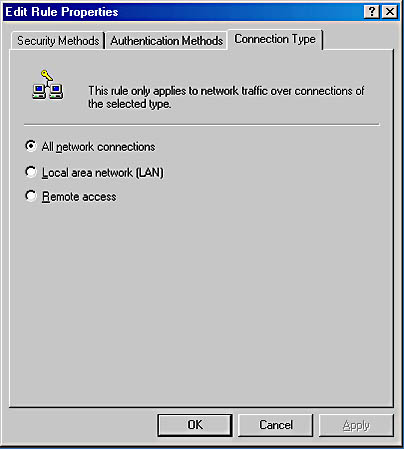 Edit Rule Properties
Security Methods
Authentication Methods
Connection Type
This rule only applies to network traffic over connections of
the selected type.
All network connections
Local area network (LAN)
Remote access
OK
Cancel
Apply